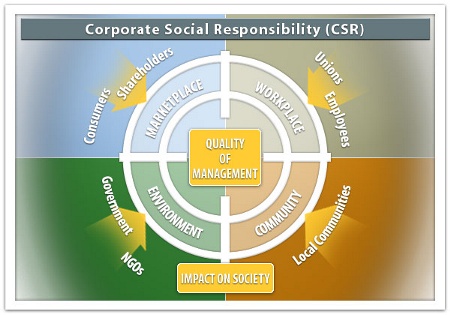 Corporate Social Responsibility (CSR)
Consumers
Shareholders
MARKETPLACE
WORKPLACE
Unions
Employees
QUALITY
OF
MANAGEMENT
Government
NGOs
ENVIRONMENT
COMMUNITY
Local Communities
IMPACT ON SOCIETY